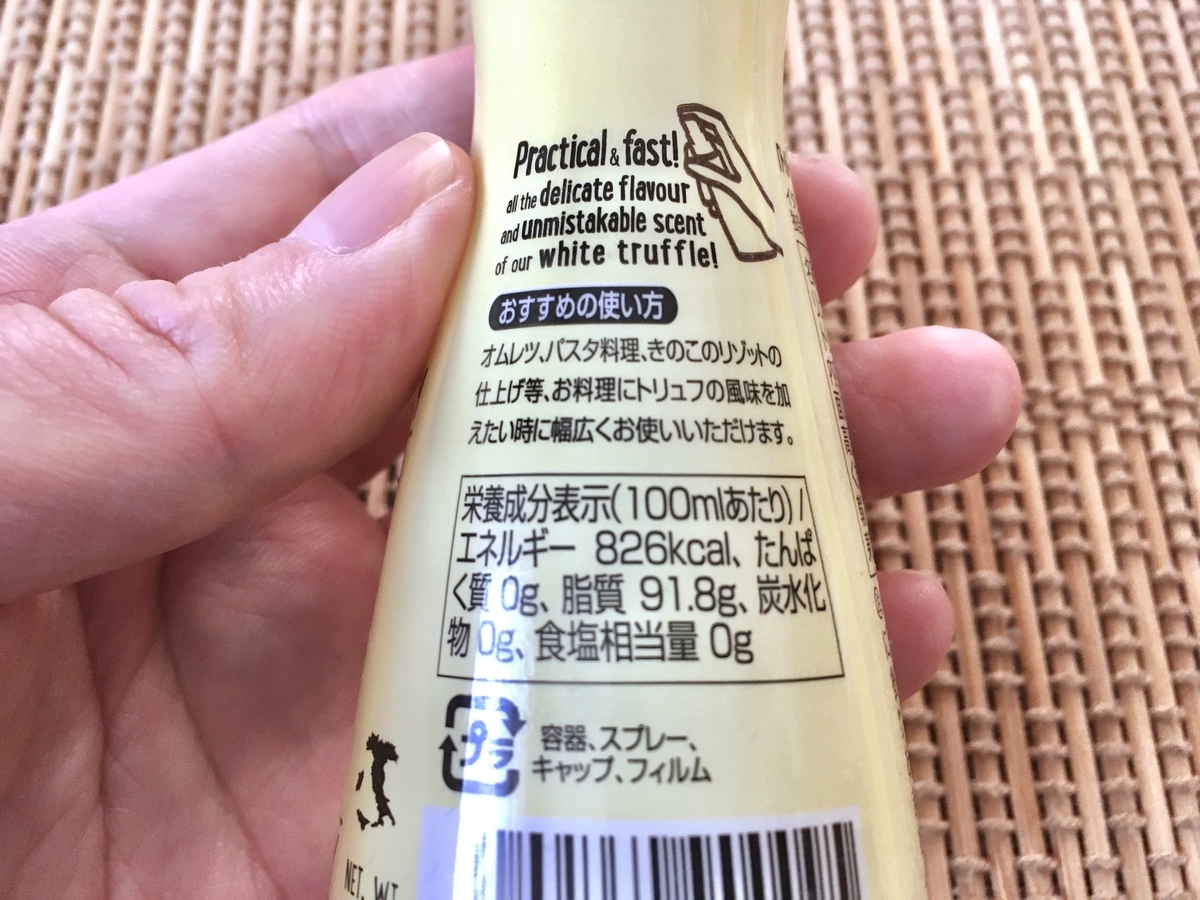 Practical & fast!
all the delicate flavour
and unmistakable scent
of our white truffle!
おすすめの使い方
オムレツ、パスタ料理、きのこのリゾットの
仕上げ等、お料理にトリュフの風味を加
えたい時に幅広くお使いいただけます。
栄養成分表示(100mlあたり)/
エネルギー 826kcal、たんぱ
く質 0g、脂質 91.8g、炭水化
物 0g、食塩相当量 0g
プラ
容器、スプレー、
キャップ、フィルム
NET. WT